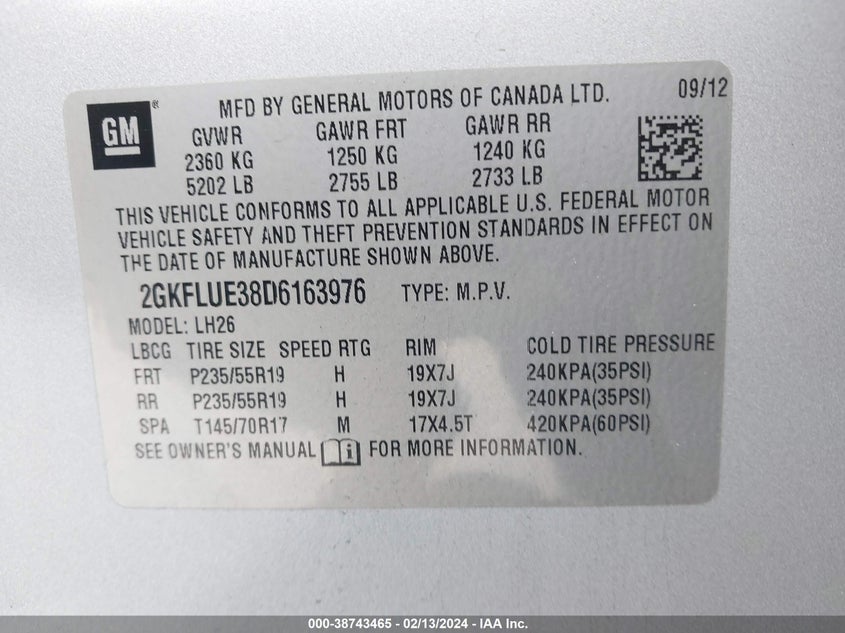 GM ®
MFD BY GENERAL MOTORS OF CANADA LTD. 09/12
GVWR GAWR FRT GAWR RR
2360 KG 1250 KG 1240 KG
5202 LB 2755 LB 2733 LB
THIS VEHICLE CONFORMS TO ALL APPLICABLE U.S. FEDERAL MOTOR
VEHICLE SAFETY AND THEFT PREVENTION STANDARDS IN EFFECT ON
THE DATE OF MANUFACTURE SHOWN ABOVE.
2GKFLUE38D6163976 TYPE: M.P.V.
MODEL: LH26
LBCG TIRE SIZE SPEED RTG RIM COLD TIRE PRESSURE
FRT P235/55R19 H 19X7J 240KPA(35PSI)
RR P235/55R19 H 19X7J 240KPA(35PSI)
SPA T145/70R17 M 17X4.5T 420KPA(60PSI)
SEE OWNER'S MANUAL i FOR MORE INFORMATION.
000-38743465 - 02/13/2024 - IAA Inc.